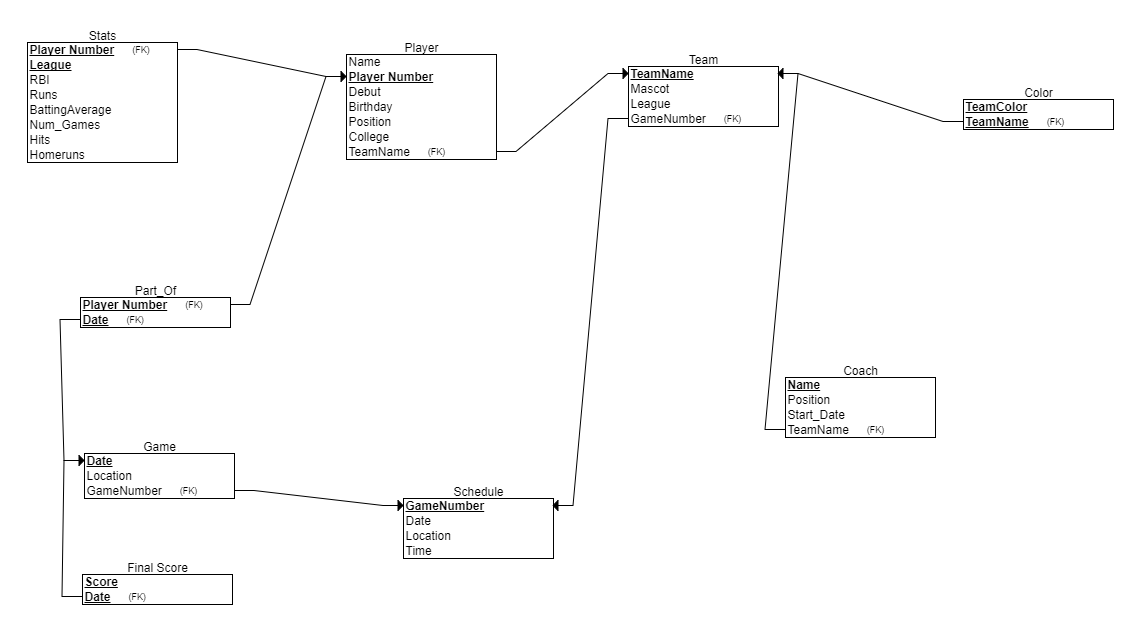 Stats
Player Number (FK)
League
RBI
Runs
BattingAverage
Num_Games
Hits
Homeruns
Player
Name
Player Number
Debut
Birthday
Position
College
TeamName (FK)
Team
TeamName
Mascot
League
GameNumber (FK)
Color
TeamColor
TeamName (FK)
Part_Of
Player Number (FK)
Date (FK)
Coach
Name
Position
Start_Date
TeamName (FK)
Game
Date
Location
GameNumber (FK)
Schedule
GameNumber
Date
Location
Time
Final Score
Score
Date (FK)